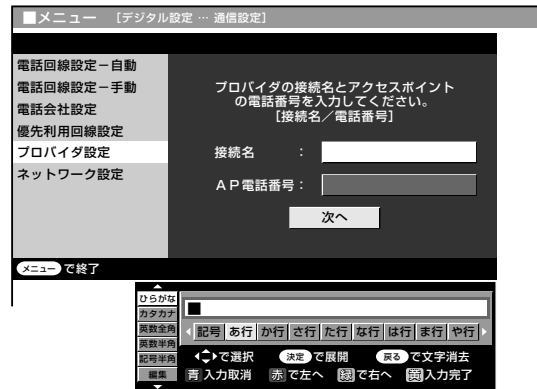 ■メニュー [デジタル設定 … 通信設定]
電話回線設定－自動
電話回線設定－手動
電話会社設定
優先利用回線設定
プロバイダ設定
ネットワーク設定
プロバイダの接続名とアクセスポイント
の電話番号を入力してください。
[接続名／電話番号]
接続名 :
ＡＰ電話番号 :
次へ
メニュー で終了
ひらがな
カタカナ
英数全角
英数半角
記号半角
編集
記号 あ行 か行 さ行 た行 な行 は行 ま行 や行
で選択 決定 で展開 戻る で文字消去
青 入力取消 赤 で左へ 緑 で右へ 黄 入力完了